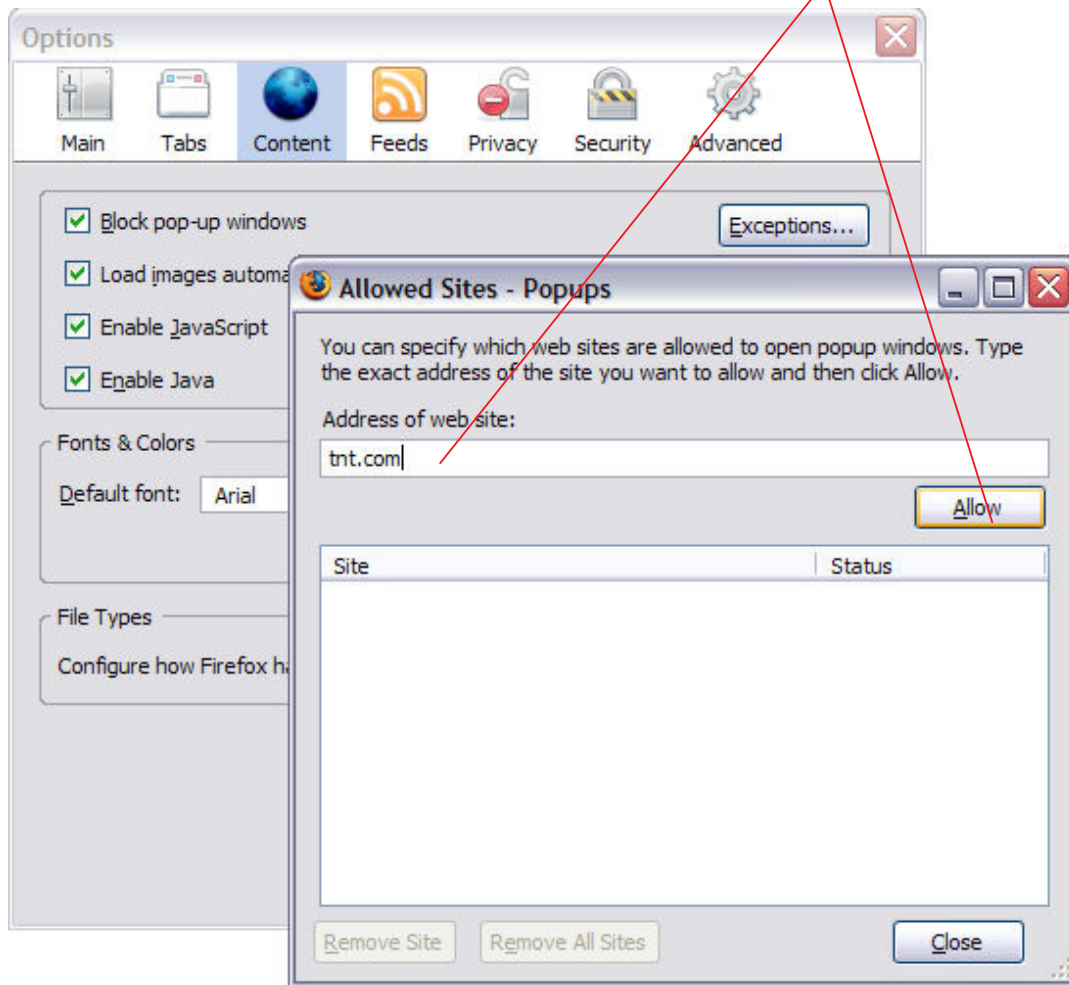 Options
Main Tabs Content Feeds Privacy Security Advanced
Block pop-up windows Exceptions...
Load images automa
Enable JavaScript
Enable Java
Fonts & Colors
Default font: Arial
File Types
Configure how Firefox ha
Allowed Sites - Popups
You can specify which web sites are allowed to open popup windows. Type
the exact address of the site you want to allow and then click Allow.
Address of web site:
tnt.com
Allow
Site Status
Remove Site Remove All Sites Close